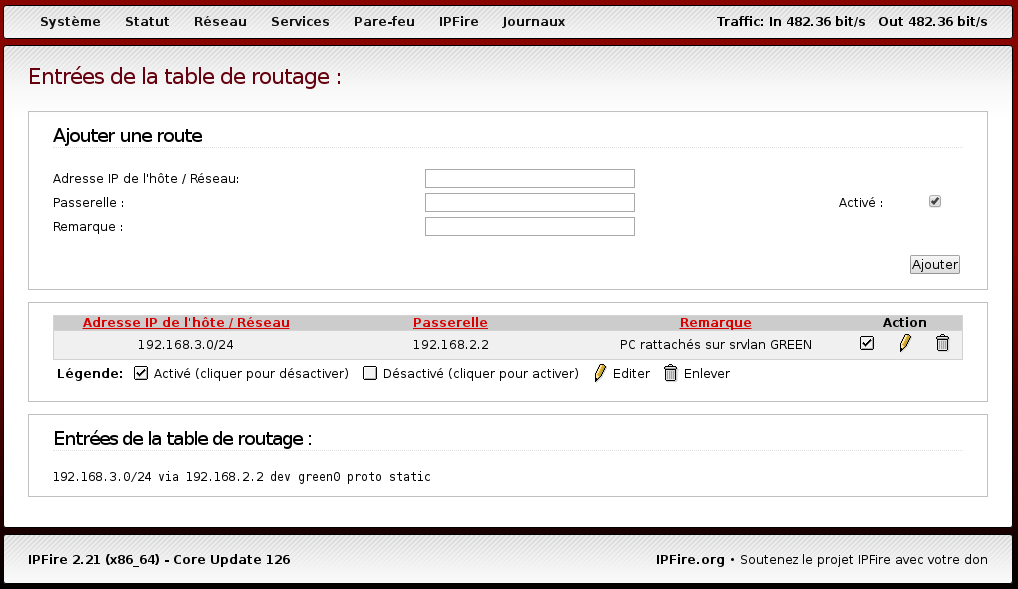 Système Statut Réseau Services Pare-feu IPFire Journaux Traffic: In 482.36 bit/s Out 482.36 bit/s
Entrées de la table de routage :
Ajouter une route
Adresse IP de l'hôte / Réseau:
Passerelle : Activé :
Remarque :
Ajouter
Adresse IP de l'hôte / Réseau Passerelle Remarque Action
192.168.3.0/24 192.168.2.2 PC rattachés sur srvlan GREEN
Légende: Activé (cliquer pour désactiver) Désactivé (cliquer pour activer) Editer Enlever
Entrées de la table de routage :
192.168.3.0/24 via 192.168.2.2 dev green0 proto static
IPFire 2.21 (x86_64) - Core Update 126 IPFire.org • Soutenez le projet IPFire avec votre don